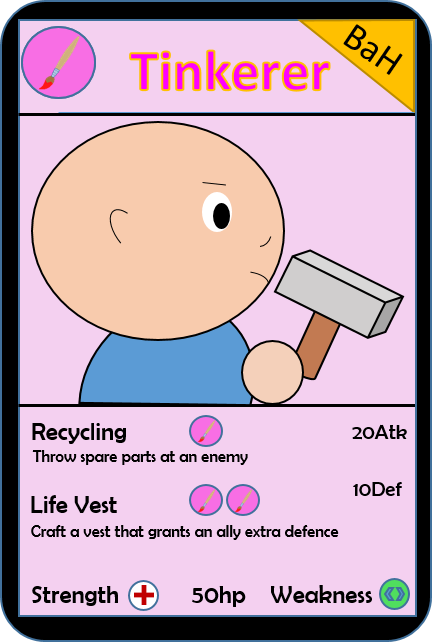 BaH
Tinkerer
Recycling 20Atk
Throw spare parts at an enemy
Life Vest 10Def
Craft a vest that grants an ally extra defence
Strength 50hp Weakness